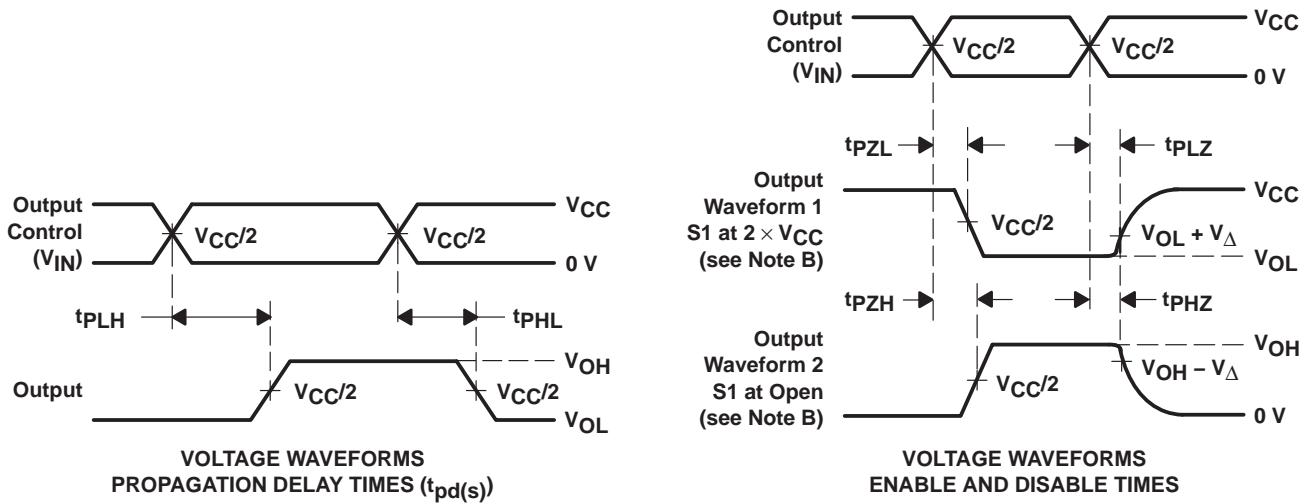 Output
Control
(VIN)
VCC/2
VCC/2
VCC
0 V
tPLH
tPHL
Output
VCC/2
VCC/2
VOH
VOL
VOLTAGE WAVEFORMS
PROPAGATION DELAY TIMES (tpd(s))
Output
Control
(VIN)
VCC/2
VCC/2
VCC
0 V
tPZL
tPLZ
Output
Waveform 1
S1 at 2 × VCC
(see Note B)
VCC/2
VCC
VOL + VΔ
VOL
tPZH
tPHZ
Output
Waveform 2
S1 at Open
(see Note B)
VCC/2
VOH
VOH − VΔ
0 V
VOLTAGE WAVEFORMS
ENABLE AND DISABLE TIMES